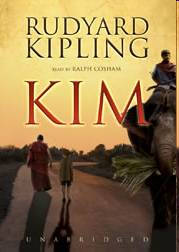 RUDYARD
KIPLING
READ BY RALPH COSHAM
KIM
UNABRIDGED